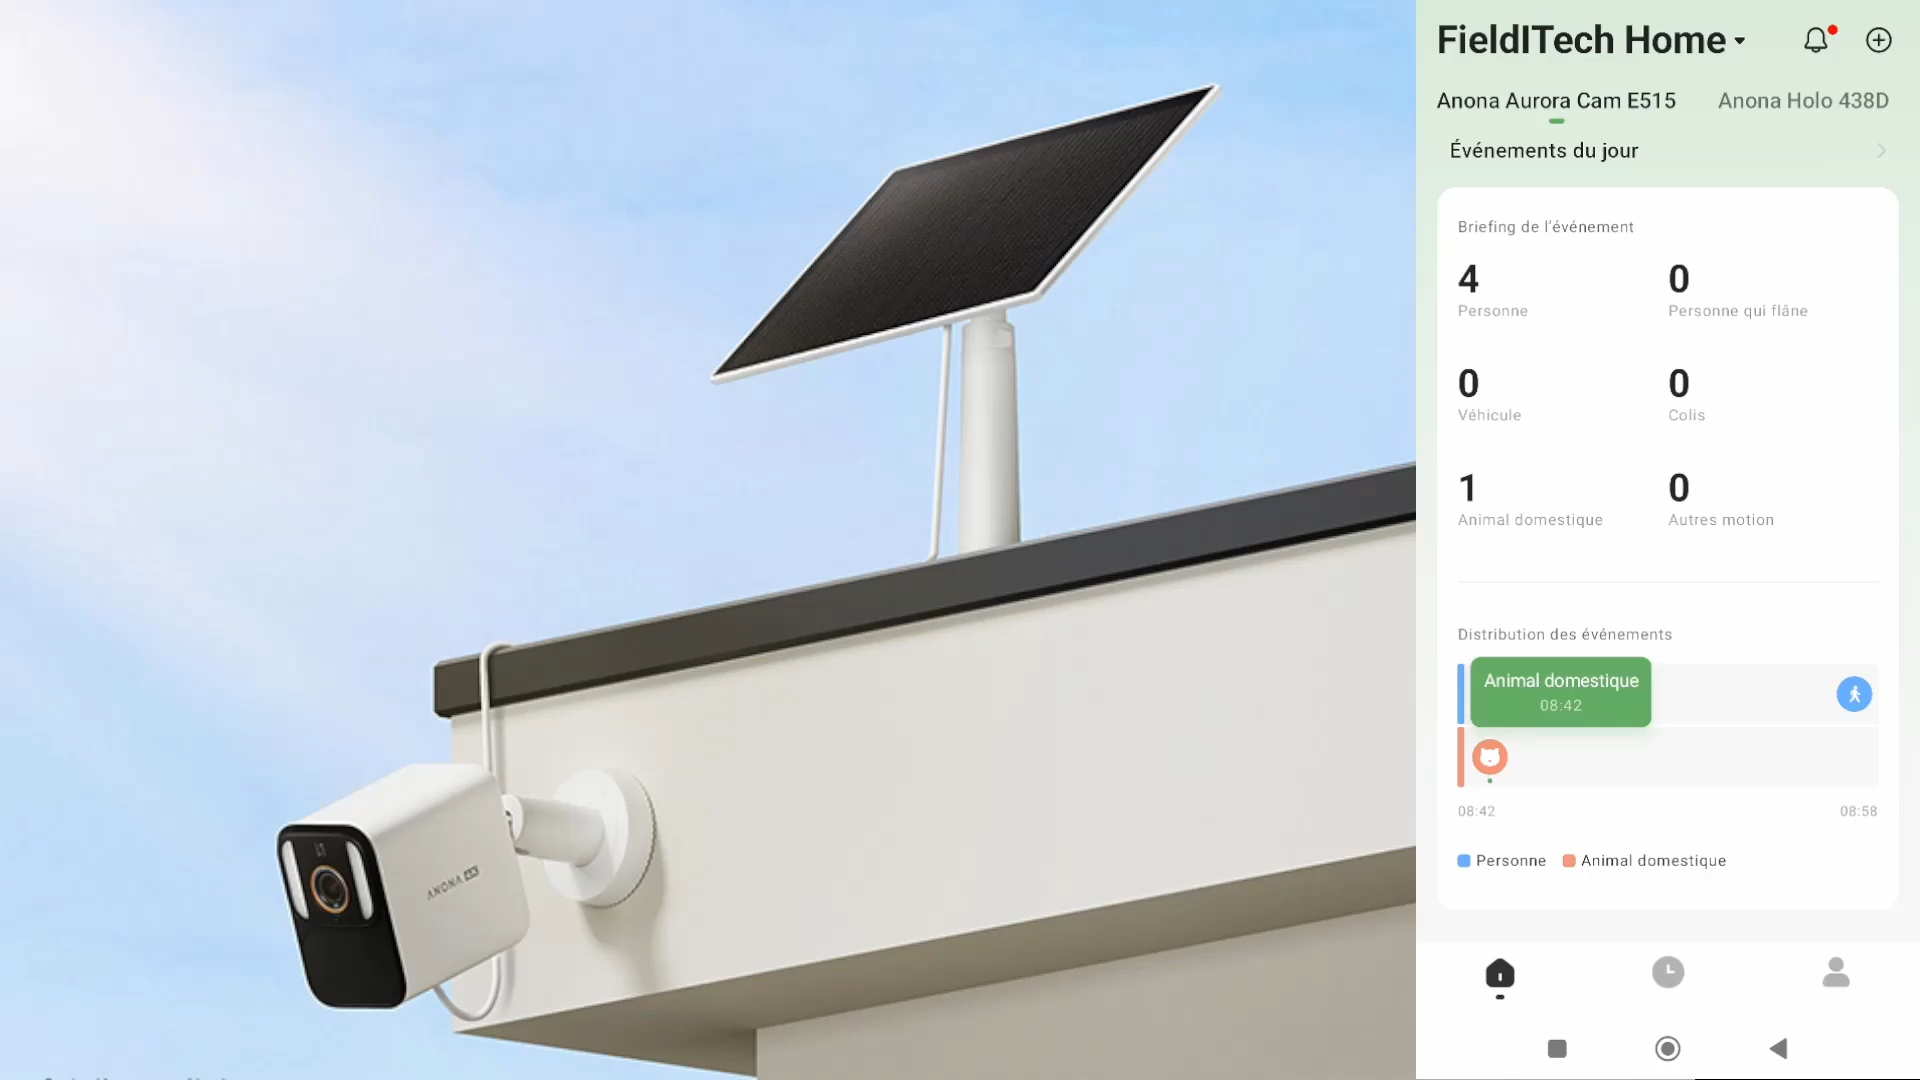 FieldITech Home
Anona Aurora Cam E515
Anona Holo 438D
Événements du jour
Briefing de l'événement
4
Personne
0
Personne qui flâne
0
Véhicule
0
Colis
1
Animal domestique
0
Autres motion
Distribution des événements
Animal domestique
08:42
08:42
08:58
Personne
Animal domestique
ANONA 4K